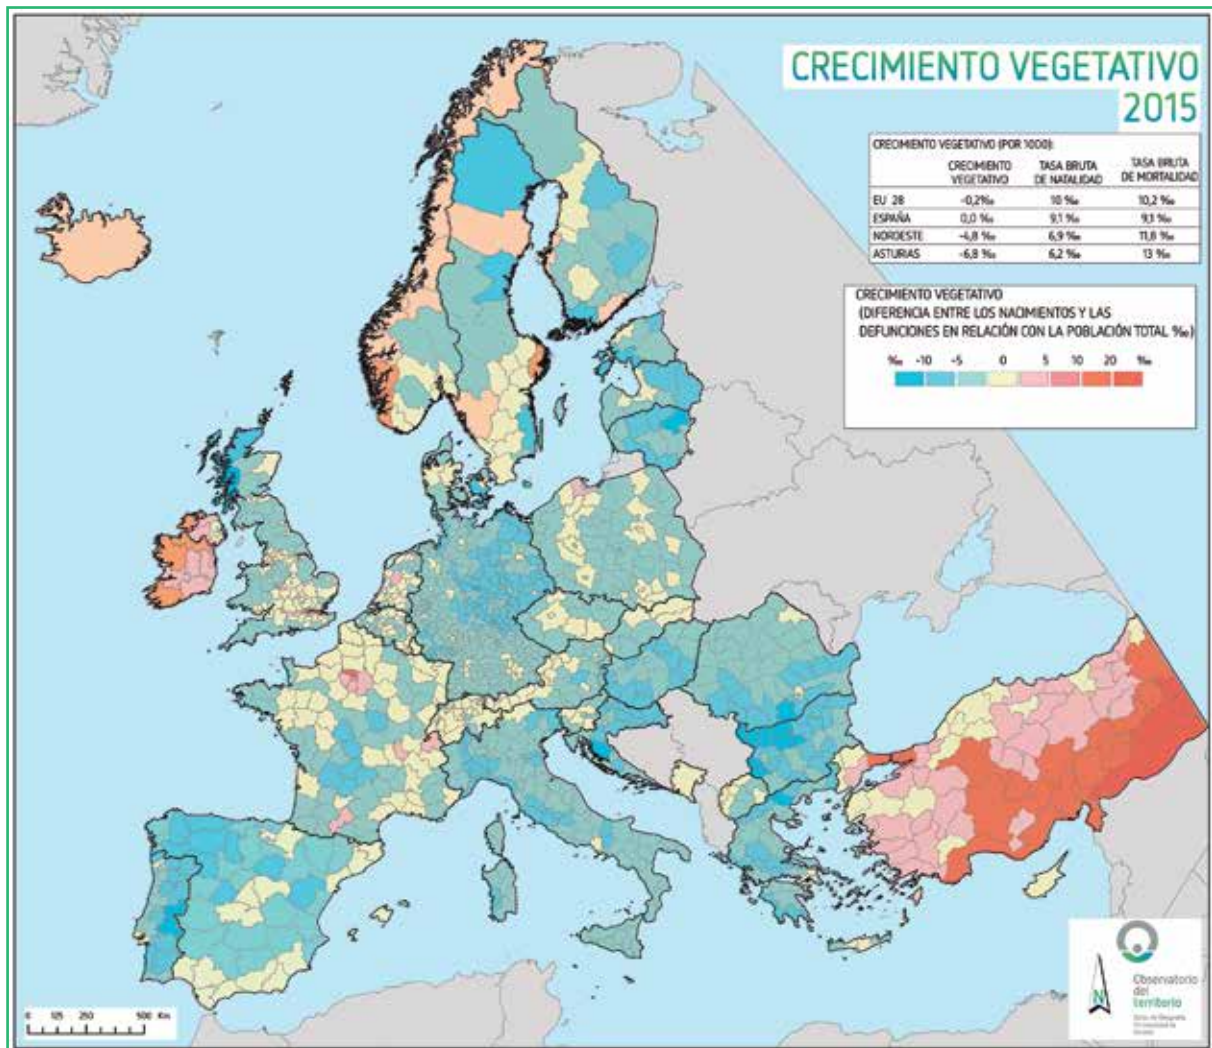 CRECIMIENTO VEGETATIVO
2015
CRECIMIENTO VEGETATIVO (POR 1000):
CRECIMIENTO VEGETATIVO TASA BRUTA DE NATALIDAD TASA BRUTA DE MORTALIDAD
EU 28 -0,2‰ 10 ‰ 10,2 ‰
ESPAÑA 0,0 ‰ 9,1 ‰ 9,1 ‰
NOROESTE -4,8 ‰ 6,9 ‰ 11,8 ‰
ASTURIAS -6,8 ‰ 6,2 ‰ 13 ‰
CRECIMIENTO VEGETATIVO
(DIFERENCIA ENTRE LOS NACIMIENTOS Y LAS
DEFUNCIONES EN RELACIÓN CON LA POBLACIÓN TOTAL ‰)
‰ -10 -5 0 5 10 20 ‰
N
Observatorio
del
territorio
0 125 250 500 Km